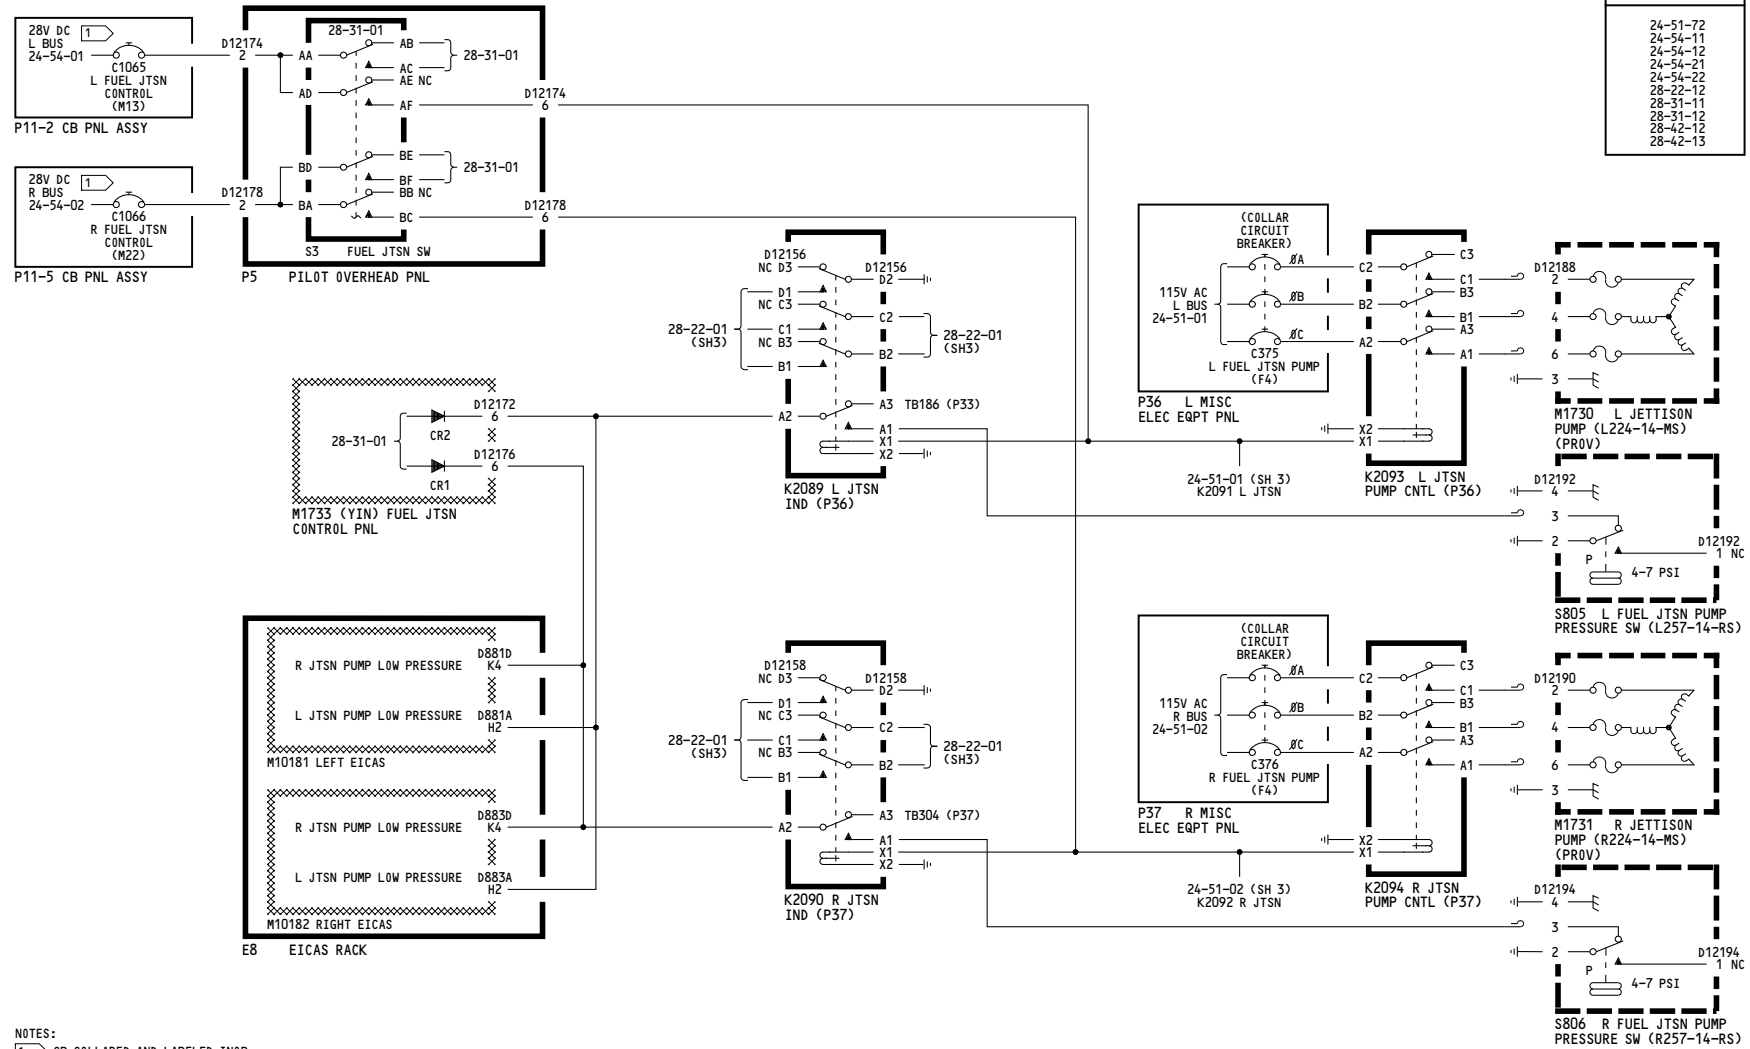 28V DC 1
L BUS
24-54-01
C1065
L FUEL JTSN
CONTROL
(M13)
P11-2 CB PNL ASSY
28V DC 1
R BUS
24-54-02
C1066
R FUEL JTSN
CONTROL
(M22)
P11-5 CB PNL ASSY
D12174
2
D12178
2
28-31-01
AA
AB
AC
28-31-01
AD
AE NC
AF
D12174
6
BD
BE
BF
28-31-01
BA
BB NC
BC
D12178
6
S3 FUEL JTSN SW
P5 PILOT OVERHEAD PNL
24-51-72
24-54-11
24-54-12
24-54-21
24-54-22
28-22-12
28-31-11
28-31-12
28-42-12
28-42-13
28-31-01
CR2
D12172
6
CR1
D12176
6
M1733 (YIN) FUEL JTSN
CONTROL PNL
D12156
NC D3
D12156
D2
D1
NC C3
C2
C1
NC B3
B2
B1
28-22-01
(SH3)
28-22-01
(SH3)
A2
A3 TB186 (P33)
A1
X1
X2
K2089 L JTSN
IND (P36)
(COLLAR
CIRCUIT
BREAKER)
ØA
ØB
ØC
115V AC
L BUS
24-51-01
C375
L FUEL JTSN PUMP
(F4)
P36 L MISC
ELEC EQPT PNL
24-51-01 (SH 3)
K2091 L JTSN
C2
C3
C1
B2
B3
B1
A2
A3
A1
X2
X1
K2093 L JTSN
PUMP CNTL (P36)
D12188
2
4
6
3
M1730 L JETTISON
PUMP (L224-14-MS)
(PROV)
D12192
4
3
2
D12192
1 NC
P
4-7 PSI
S805 L FUEL JTSN PUMP
PRESSURE SW (L257-14-RS)
R JTSN PUMP LOW PRESSURE
D881D
K4
L JTSN PUMP LOW PRESSURE
D881A
H2
M10181 LEFT EICAS
R JTSN PUMP LOW PRESSURE
D883D
K4
L JTSN PUMP LOW PRESSURE
D883A
H2
M10182 RIGHT EICAS
E8 EICAS RACK
D12158
NC D3
D12158
D2
D1
NC C3
C2
C1
NC B3
B2
B1
28-22-01
(SH3)
28-22-01
(SH3)
A2
A3 TB304 (P37)
A1
X1
X2
K2090 R JTSN
IND (P37)
(COLLAR
CIRCUIT
BREAKER)
ØA
ØB
ØC
115V AC
R BUS
24-51-02
C376
R FUEL JTSN PUMP
(F4)
P37 R MISC
ELEC EQPT PNL
24-51-02 (SH 3)
K2092 R JTSN
C2
C3
C1
B2
B3
B1
A2
A3
A1
X2
X1
K2094 R JTSN
PUMP CNTL (P37)
D12190
2
4
6
3
M1731 R JETTISON
PUMP (R224-14-MS)
(PROV)
D12194
4
3
2
D12194
1 NC
P
4-7 PSI
S806 R FUEL JTSN PUMP
PRESSURE SW (R257-14-RS)
NOTES:
1 CB COLLARED AND LABELED INOP